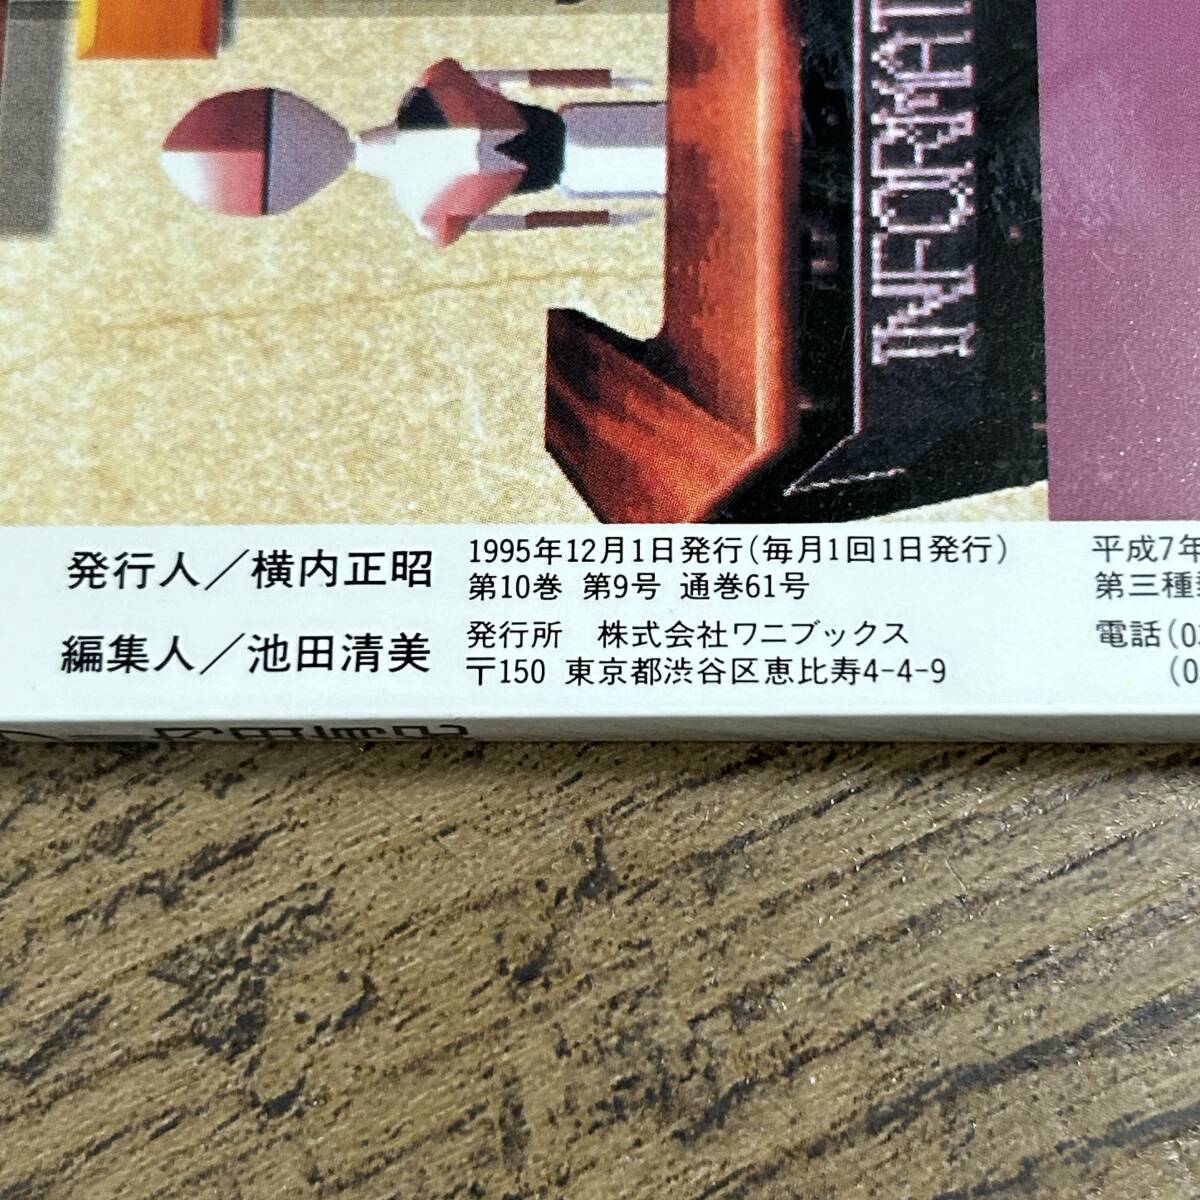 発行人／横内正昭
編集人／池田清美
1995年12月1日発行(毎月1回1日発行)
第10巻 第9号 通巻61号
発行所 株式会社ワニブックス
〒150 東京都渋谷区恵比寿4-4-9
平成7年
第三種
電話(03
(03